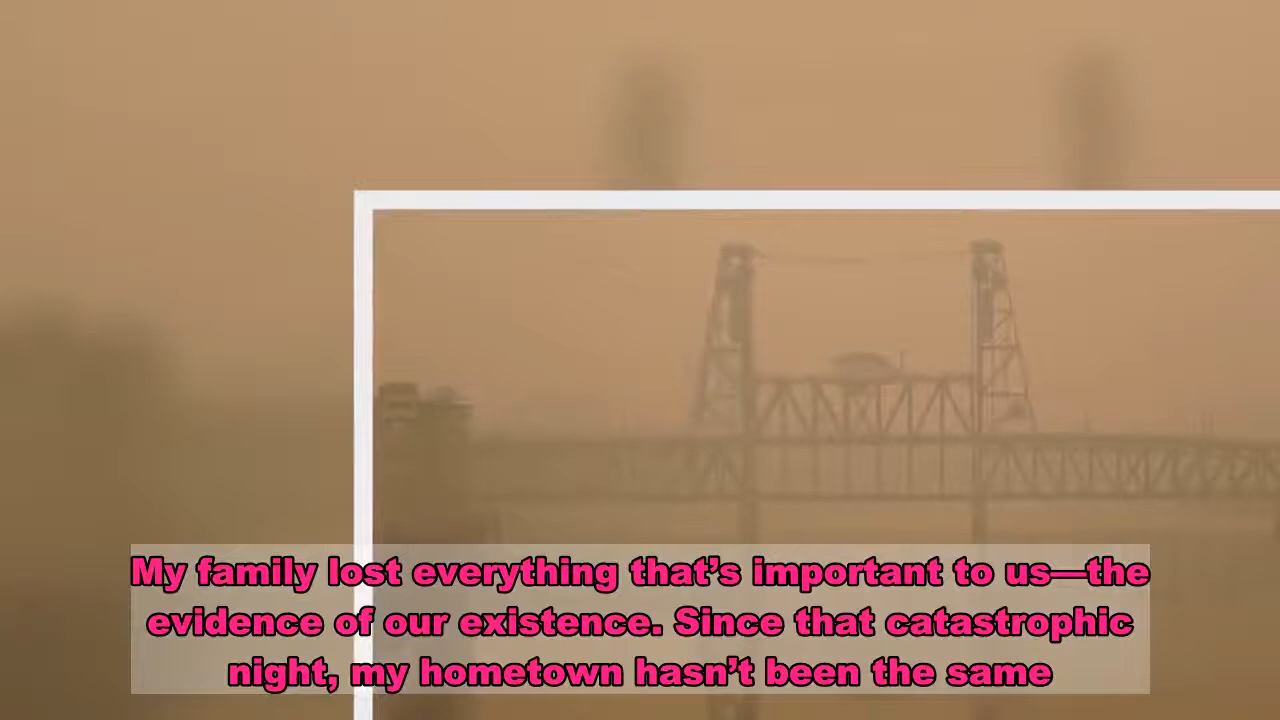 My family lost everything that’s important to us—the
evidence of our existence. Since that catastrophic
night, my hometown hasn’t been the same